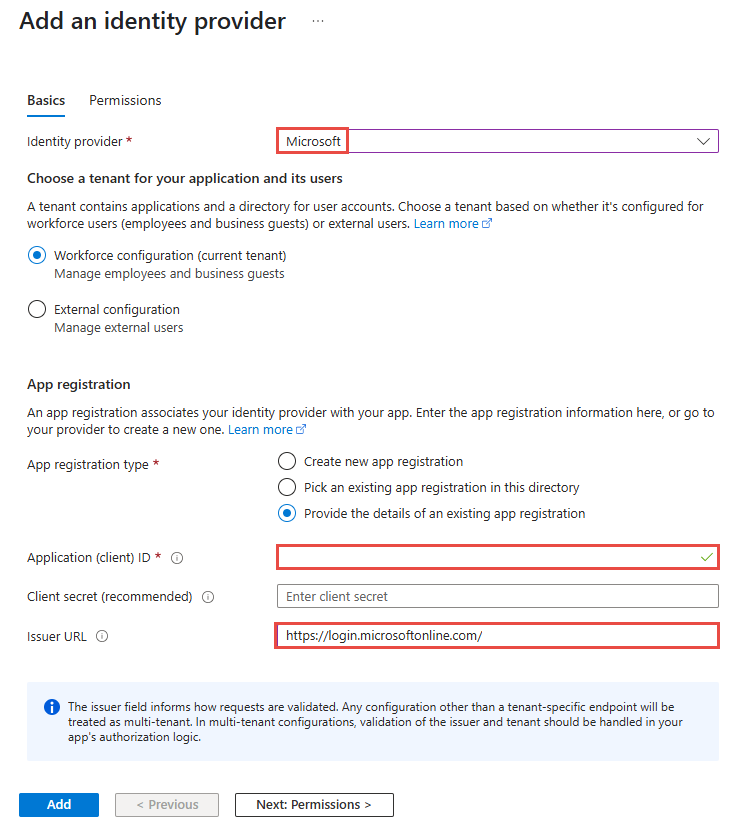 Add an identity provider ...
Basics Permissions
Identity provider * Microsoft
Choose a tenant for your application and its users
A tenant contains applications and a directory for user accounts. Choose a tenant based on whether it's configured for
workforce users (employees and business guests) or external users. Learn more
Workforce configuration (current tenant)
Manage employees and business guests
External configuration
Manage external users
App registration
An app registration associates your identity provider with your app. Enter the app registration information here, or go to
your provider to create a new one. Learn more
App registration type *
Create new app registration
Pick an existing app registration in this directory
Provide the details of an existing app registration
Application (client) ID *
Client secret (recommended) Enter client secret
Issuer URL https://login.microsoftonline.com/
The issuer field informs how requests are validated. Any configuration other than a tenant-specific endpoint will be
treated as multi-tenant. In multi-tenant configurations, validation of the issuer and tenant should be handled in your
app's authorization logic.
Add < Previous Next: Permissions >